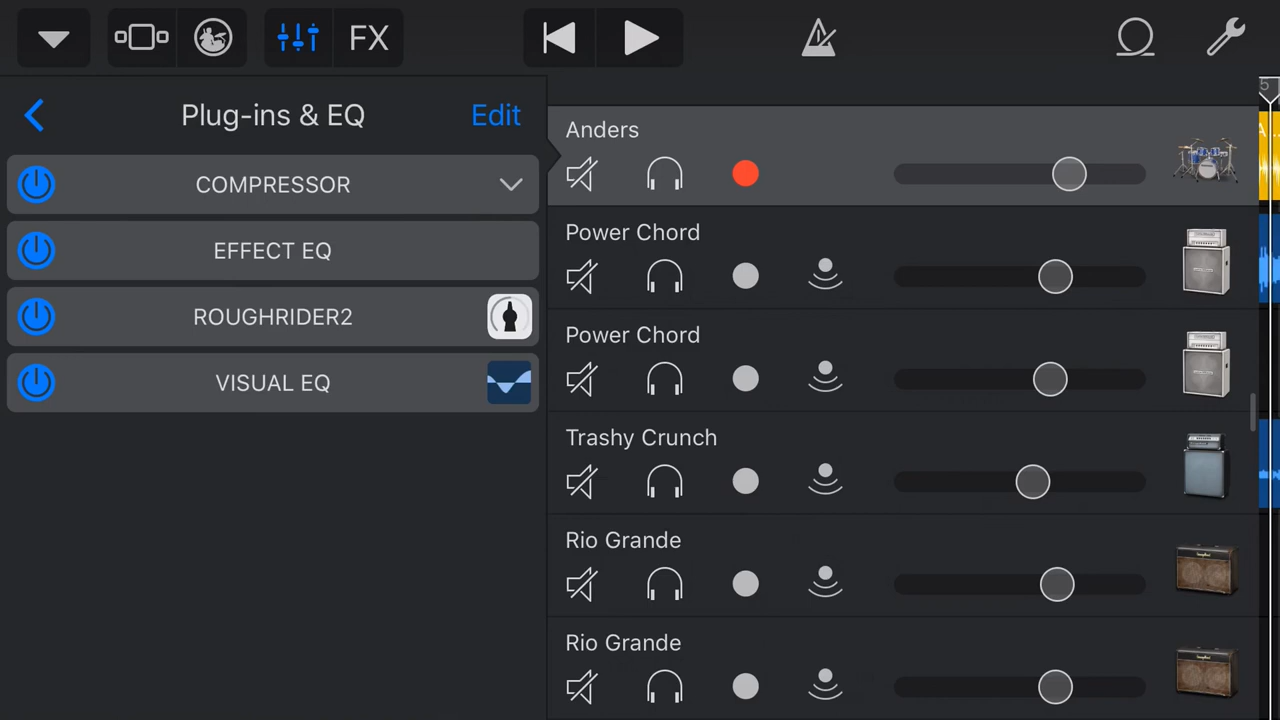 FX
5
Plug-ins & EQ
Edit
COMPRESSOR
EFFECT EQ
ROUGHRIDER2
VISUAL EQ
Anders
A...
Power Chord
Power Chord
Trashy Crunch
Rio Grande
Rio Grande